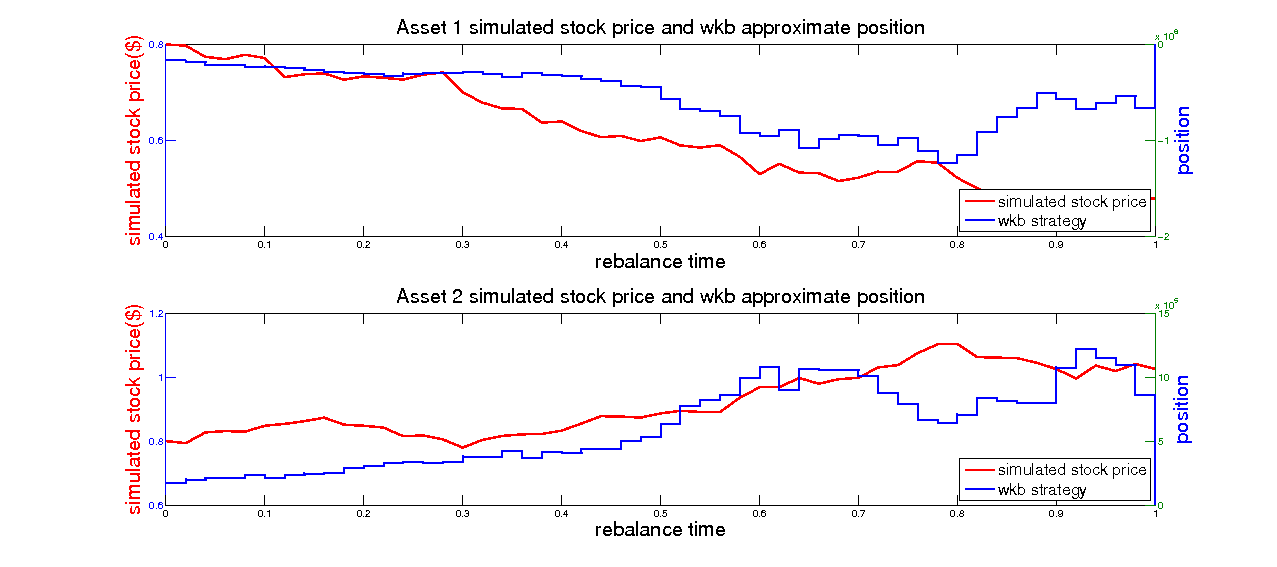 Asset 1 simulated stock price and wkb approximate position
simulated stock price($)
0.8
0.6
0.4
0
-1
-2
position
simulated stock price
wkb strategy
0 0.1 0.2 0.3 0.4 0.5 0.6 0.7 0.8 0.9 1
rebalance time
Asset 2 simulated stock price and wkb approximate position
simulated stock price($)
1.2
1
0.8
0.6
15
10
5
0
position
simulated stock price
wkb strategy
0 0.1 0.2 0.3 0.4 0.5 0.6 0.7 0.8 0.9 1
rebalance time